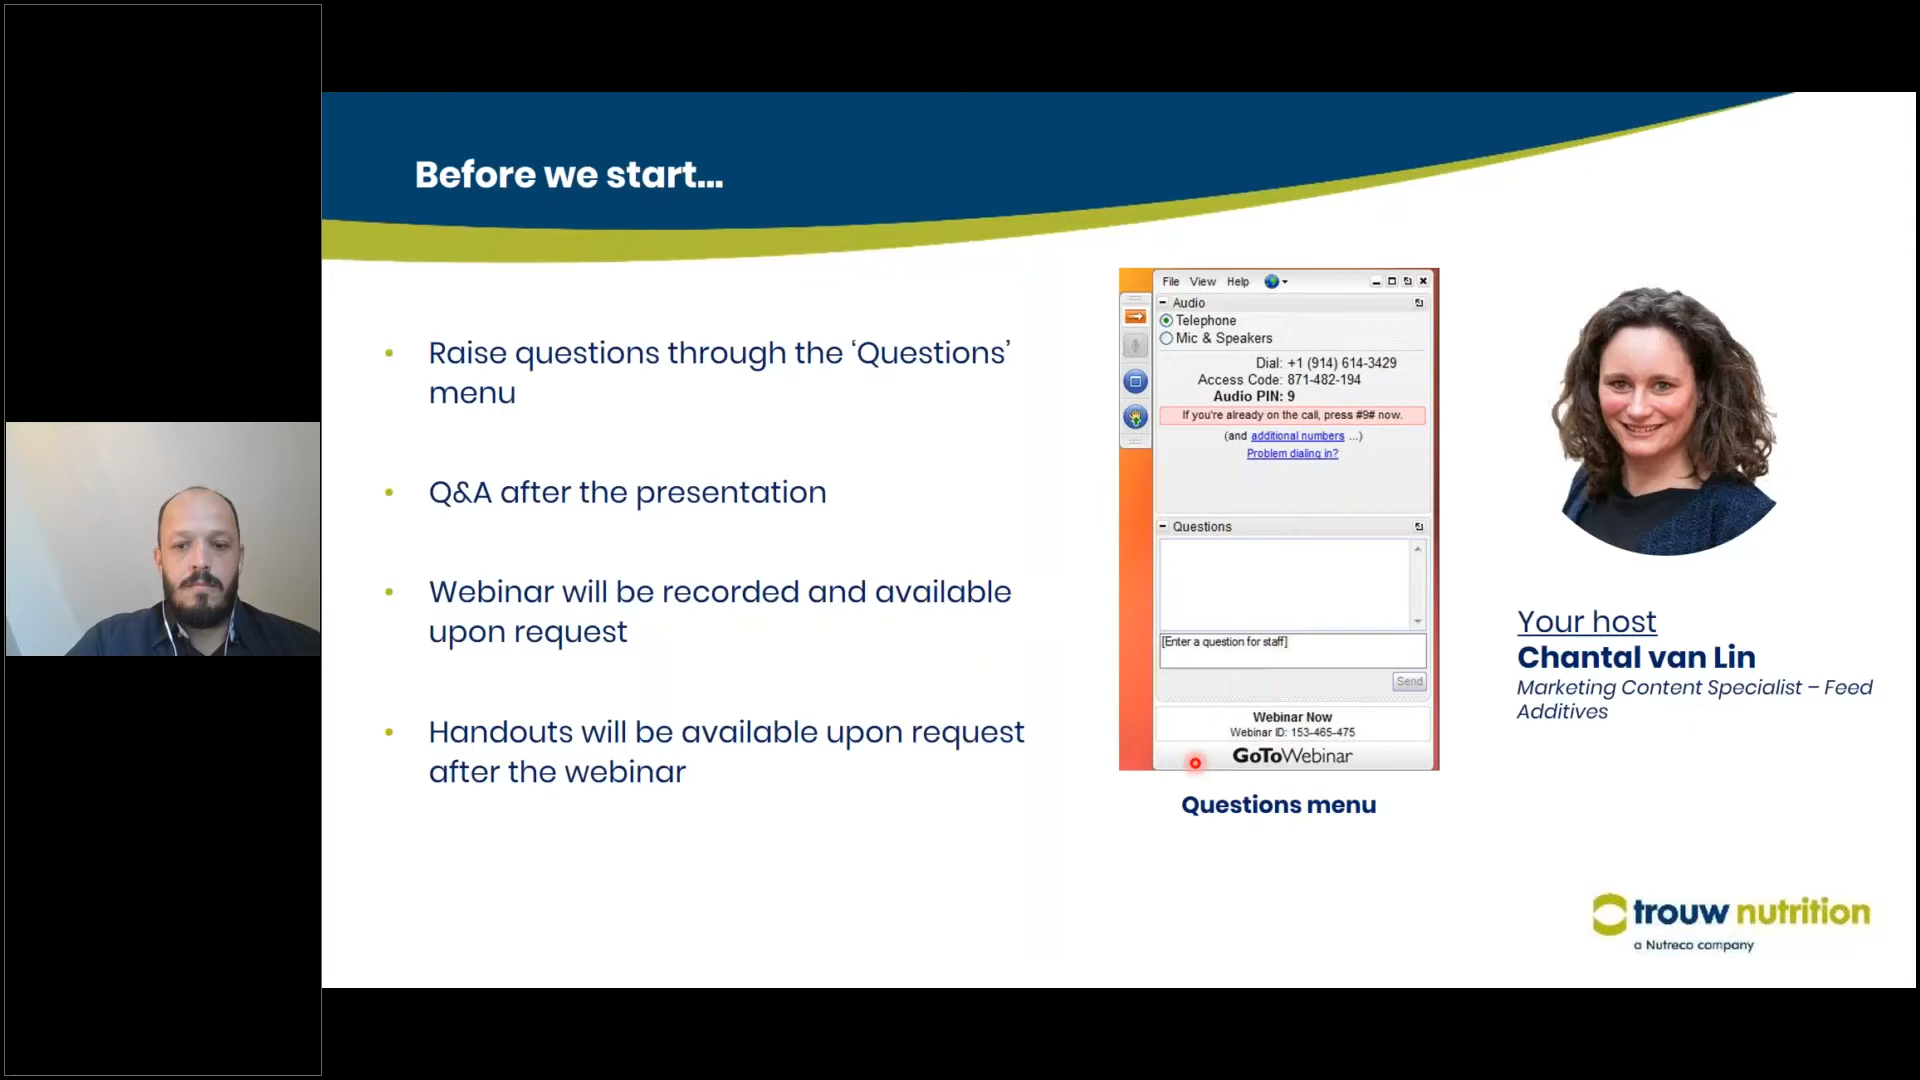 Before we start...
• Raise questions through the ‘Questions’
menu
• Q&A after the presentation
• Webinar will be recorded and available
upon request
• Handouts will be available upon request
after the webinar
File View Help
Audio
Telephone
Mic & Speakers
Dial: +1 (914) 614-3429
Access Code: 871-482-194
Audio PIN: 9
If you're already on the call, press #9# now.
(and additional numbers ...)
Problem dialing in?
Questions
[Enter a question for staff]
Send
Webinar Now
Webinar ID: 153-465-475
GoToWebinar
Questions menu
Your host
Chantal van Lin
Marketing Content Specialist – Feed
Additives
trouw nutrition
a Nutreco company